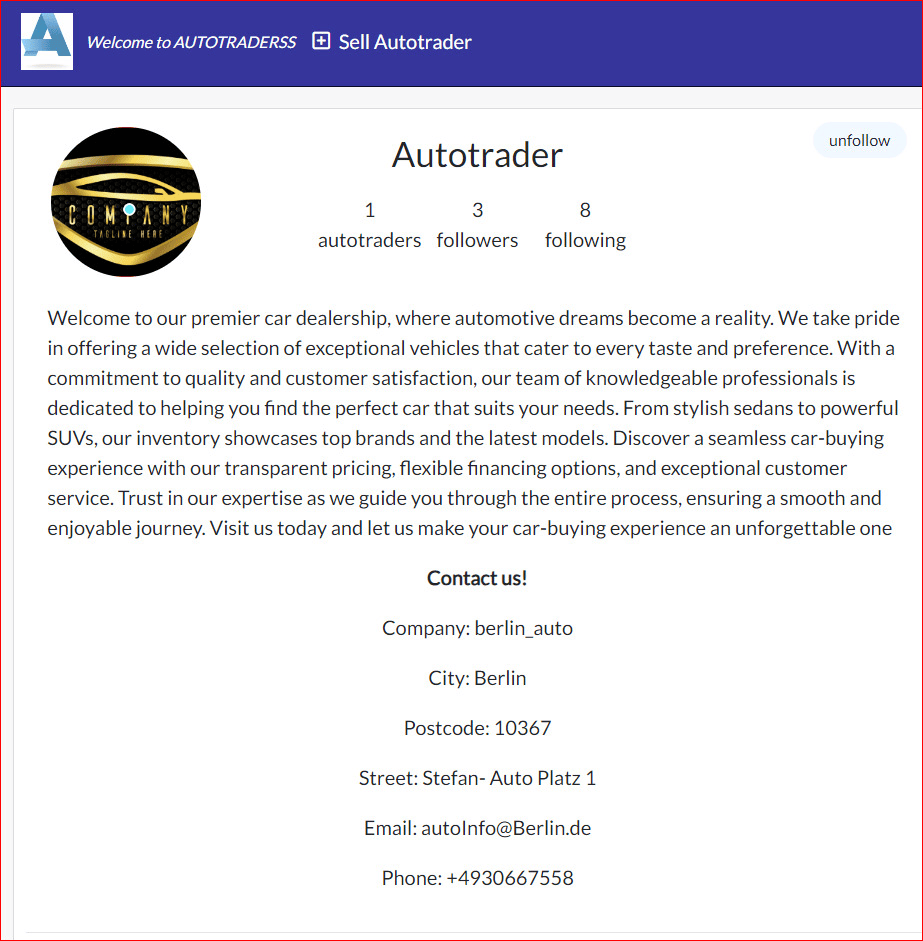 Welcome to AUTOTRADERSS Sell Autotrader
COMPANY
TAGLINE HERE
Autotrader
unfollow
1 3 8
autotraders followers following
Welcome to our premier car dealership, where automotive dreams become a reality. We take pride
in offering a wide selection of exceptional vehicles that cater to every taste and preference. With a
commitment to quality and customer satisfaction, our team of knowledgeable professionals is
dedicated to helping you find the perfect car that suits your needs. From stylish sedans to powerful
SUVs, our inventory showcases top brands and the latest models. Discover a seamless car-buying
experience with our transparent pricing, flexible financing options, and exceptional customer
service. Trust in our expertise as we guide you through the entire process, ensuring a smooth and
enjoyable journey. Visit us today and let us make your car-buying experience an unforgettable one
Contact us!
Company: berlin_auto
City: Berlin
Postcode: 10367
Street: Stefan- Auto Platz 1
Email: autoInfo@Berlin.de
Phone: +4930667558